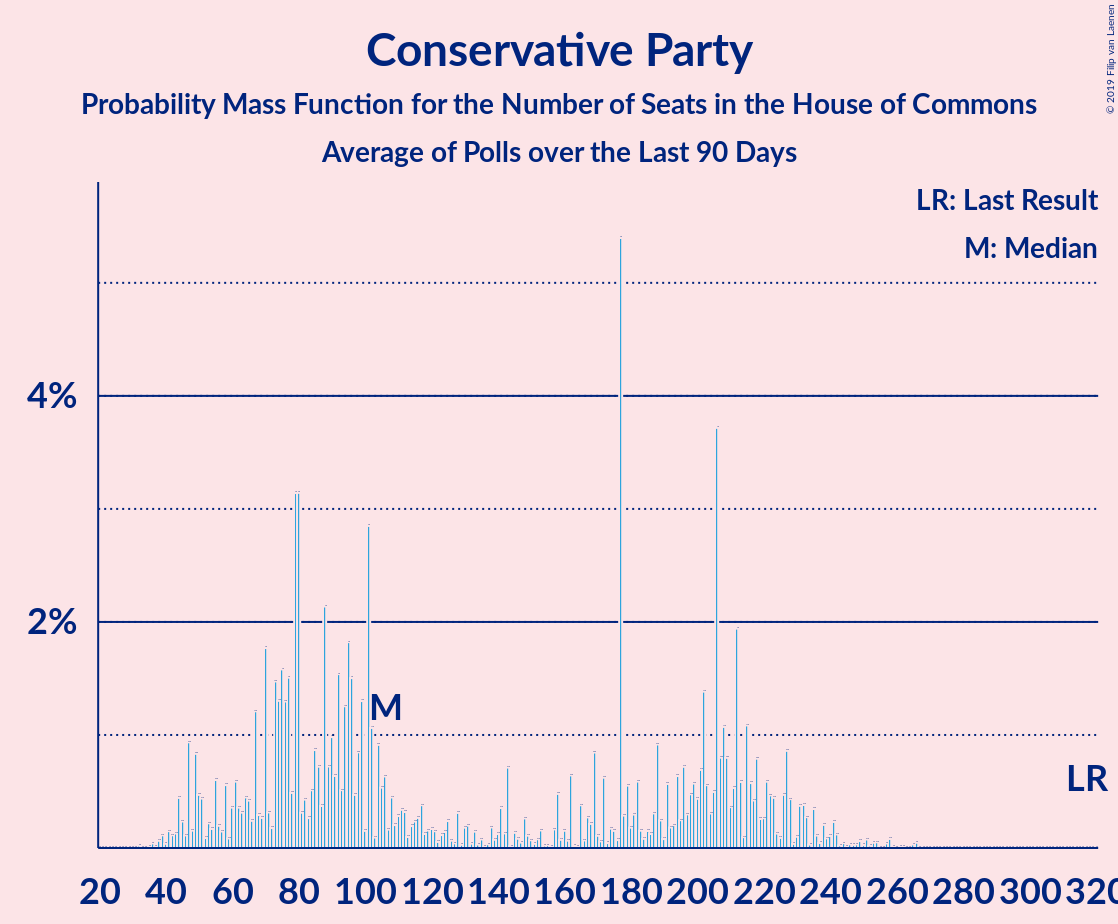 Conservative Party
Probability Mass Function for the Number of Seats in the House of Commons
Average of Polls over the Last 90 Days
© 2019 Filip van Laenen
LR: Last Result
M: Median
4%
2%
M
LR
20 40 60 80 100 120 140 160 180 200 220 240 260 280 300 320